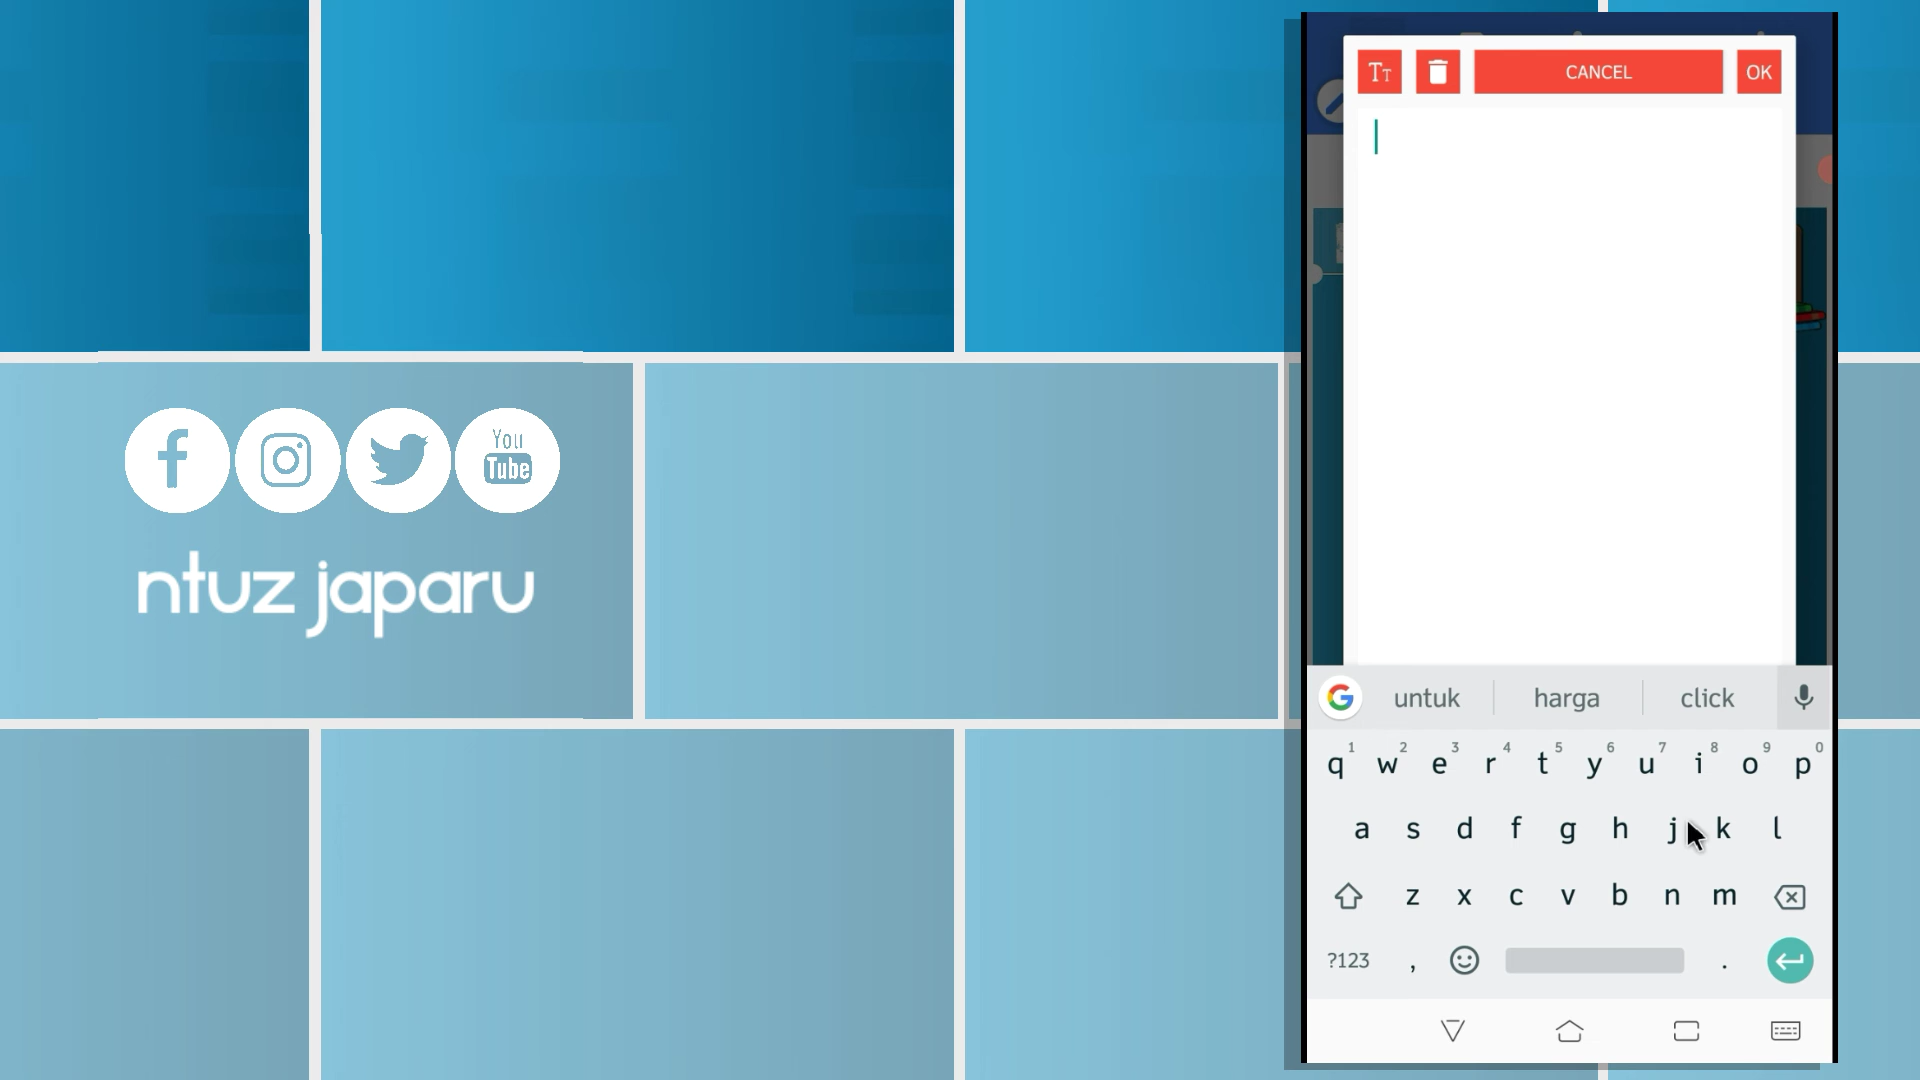 You
Tube
ntuz japaru
Tт CANCEL OK
G untuk harga click
1 2 3 4 5 6 7 8 9 0
q w e r t y u i o p
a s d f g h j k l
z x c v b n m
?123 , .